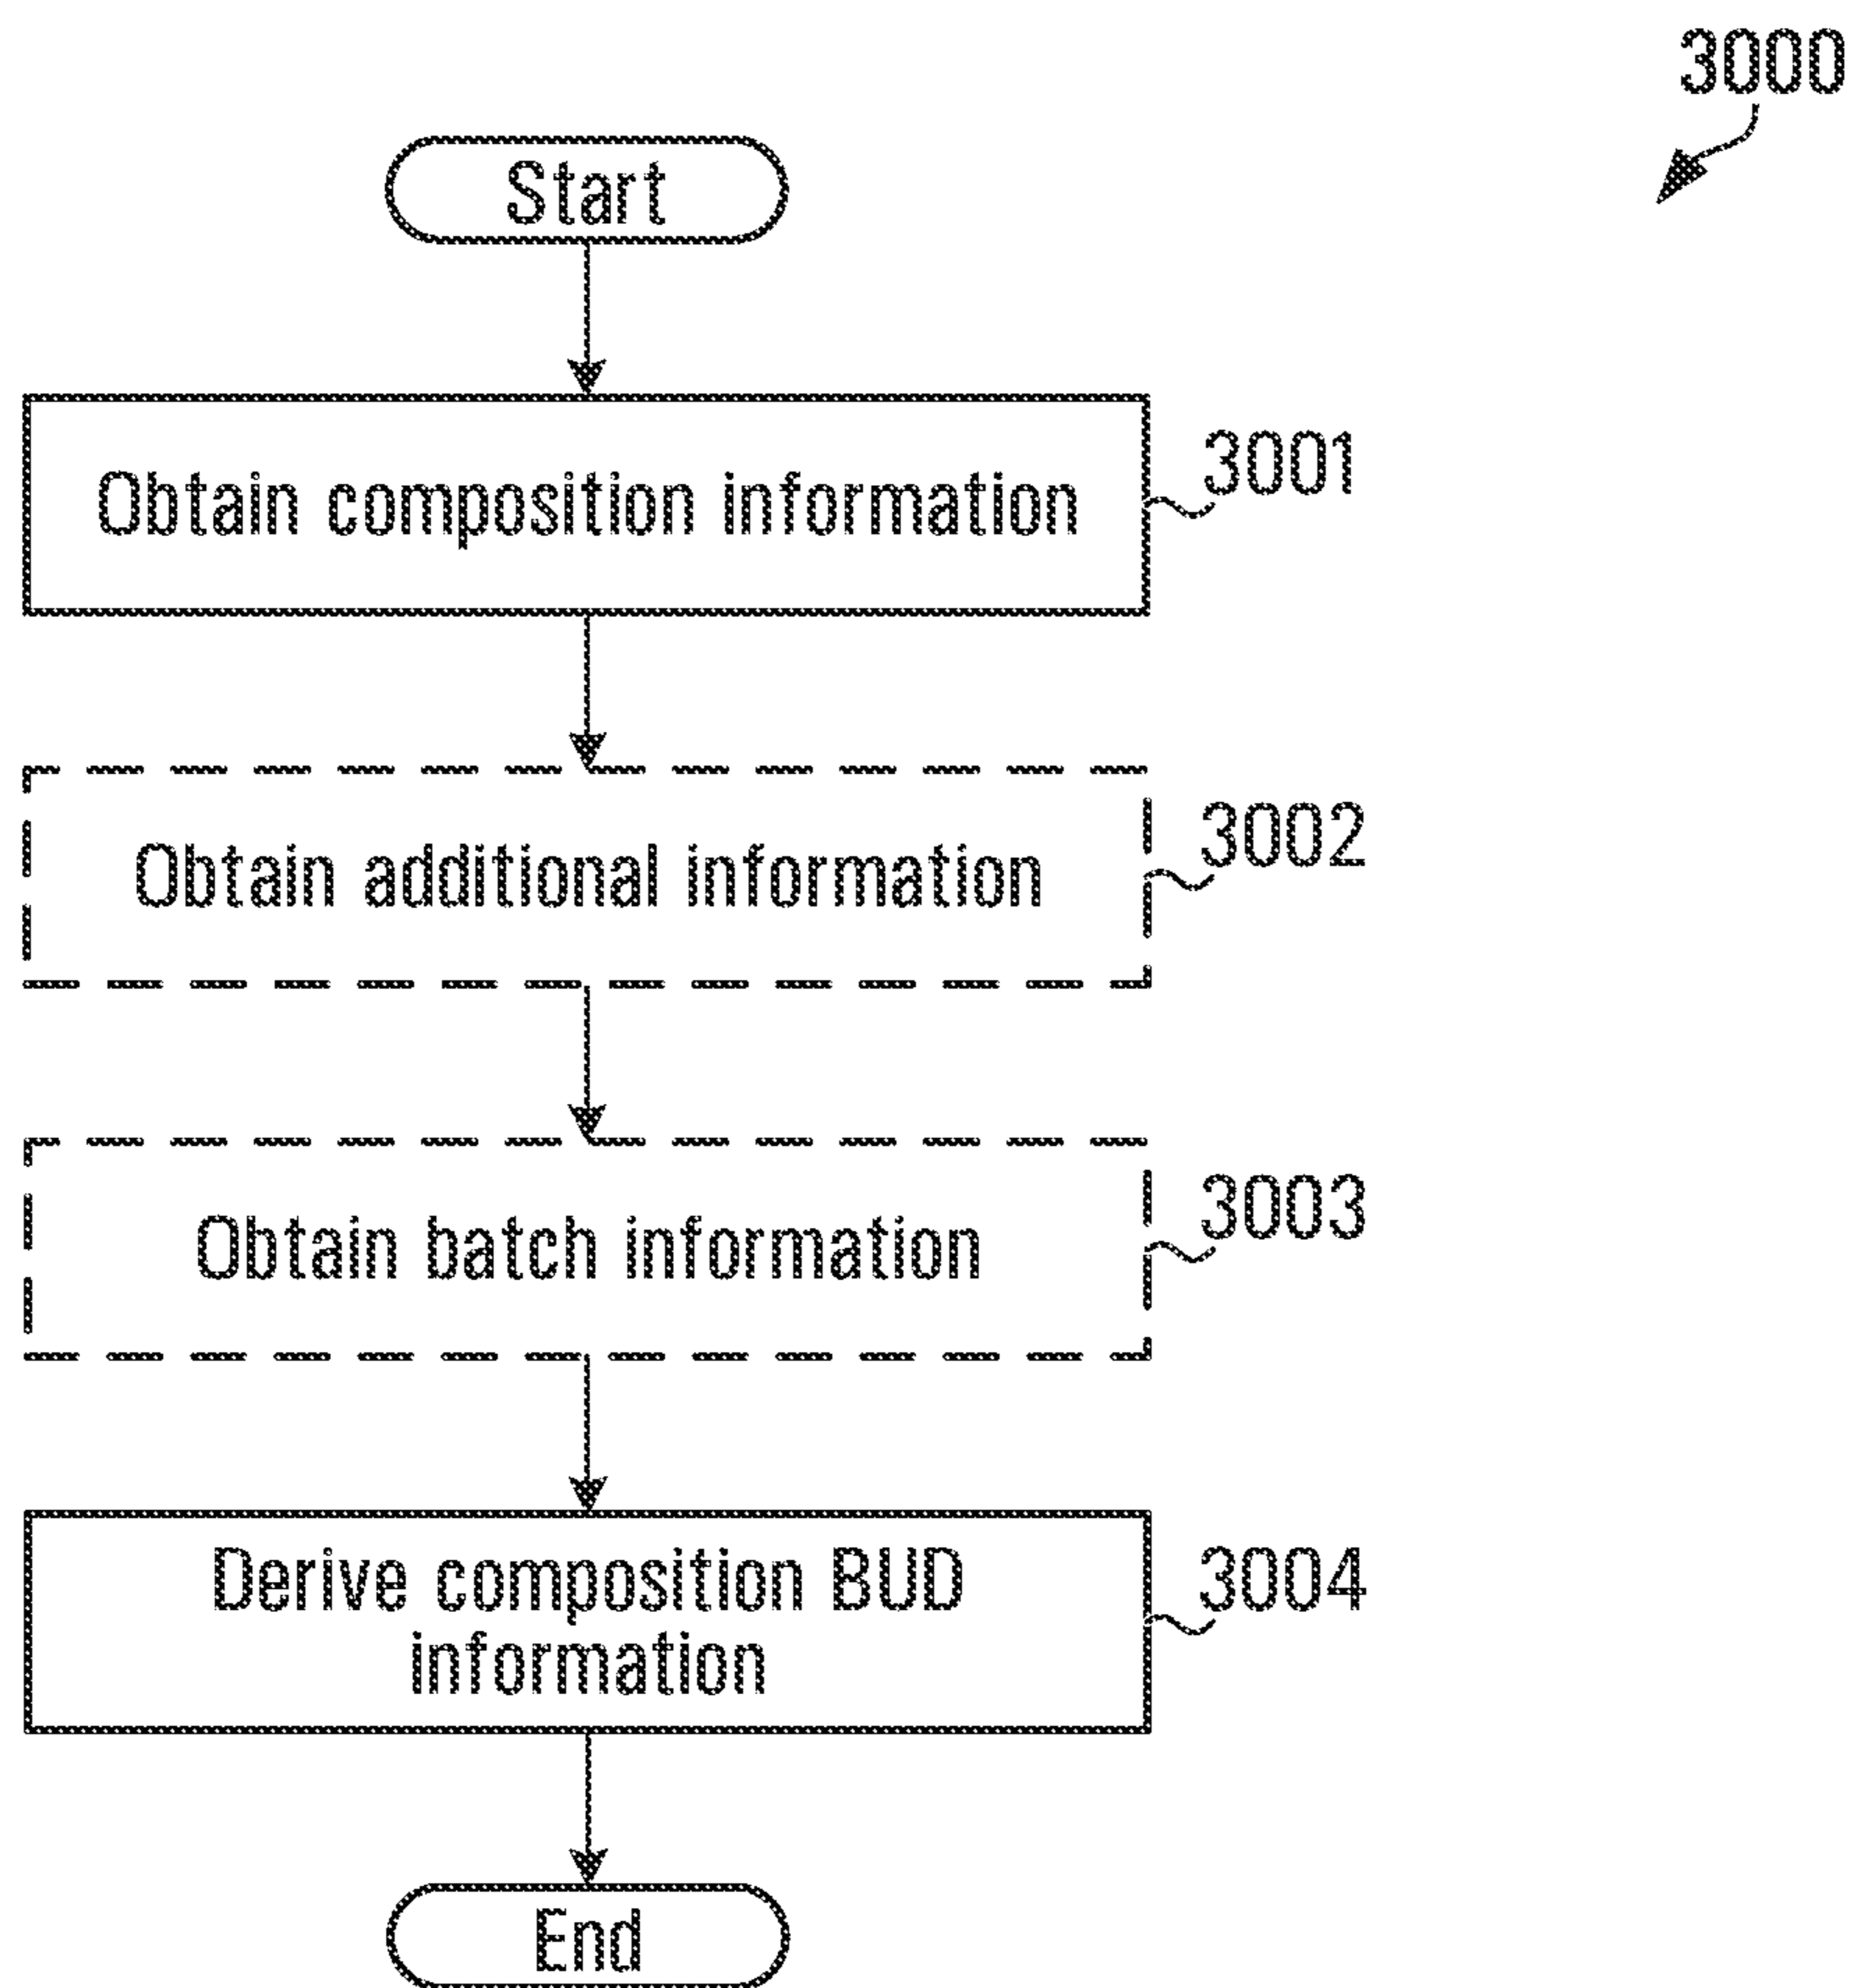 3000
Start
Obtain composition information
3001
Obtain additional information
3002
Obtain batch information
3003
Derive composition BUD
information
3004
End